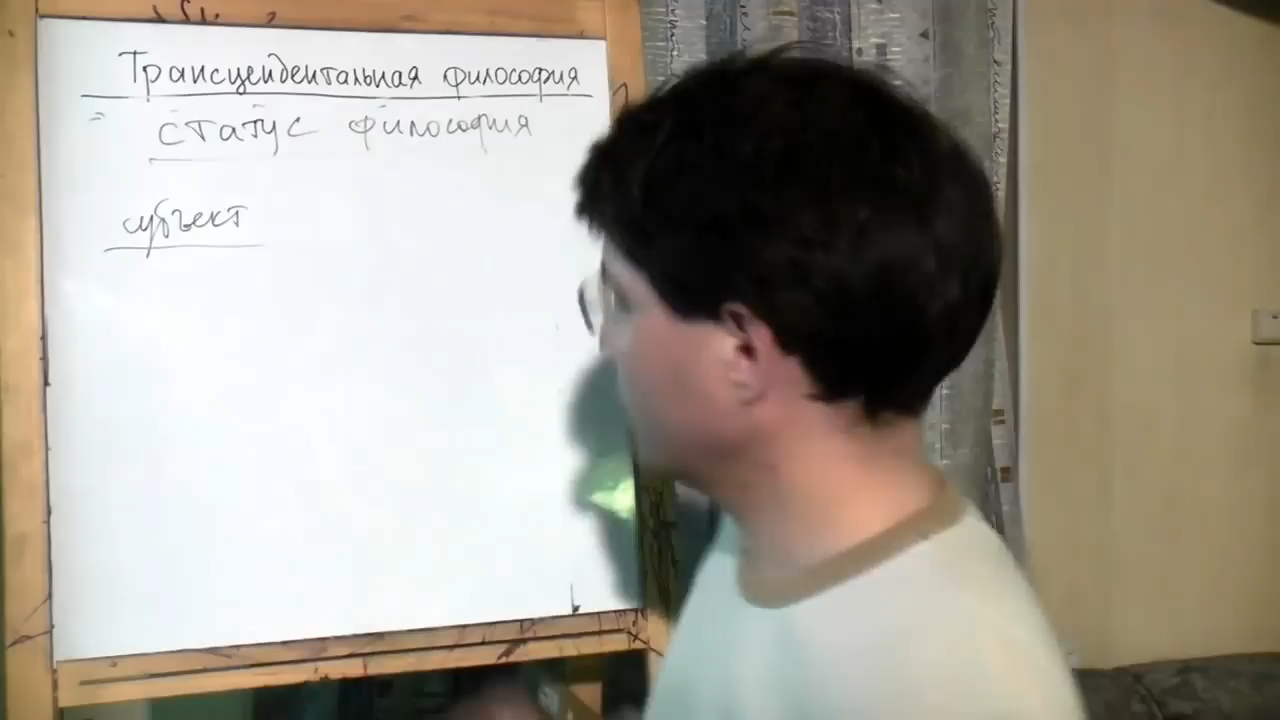 Трансцендентальная философия
статус философия
субъект